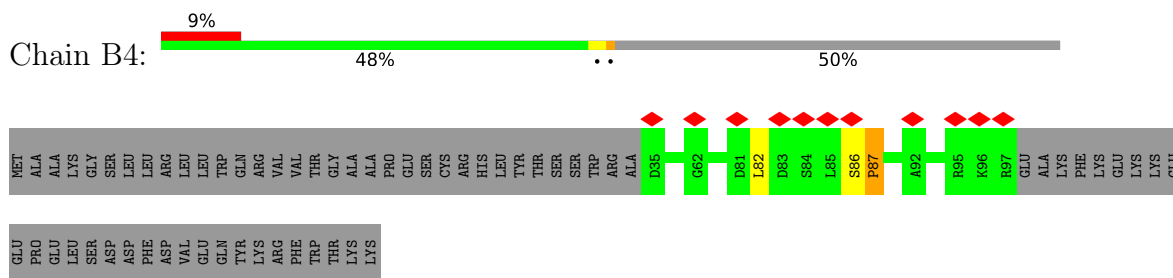 9%
Chain B4:
48% • • 50%
MET ALA ALA LYS GLY SER LEU LEU ARG LEU LEU TRP GLN ARG VAL VAL THR GLY ALA ALA PRO GLU SER CYS ARG HIS LEU TYR THR SER SER TRP ARG ALA D35 G62 D81 L82 D83 S84 L85 S86 P87 A92 R95 K96 R97 GLU ALA LYS PHE LYS GLU LYS LYS GLU
GLU PRO GLU LEU SER ASP ASP PHE ASP VAL GLU GLN TYR LYS ARG PHE TRP THR LYS LYS